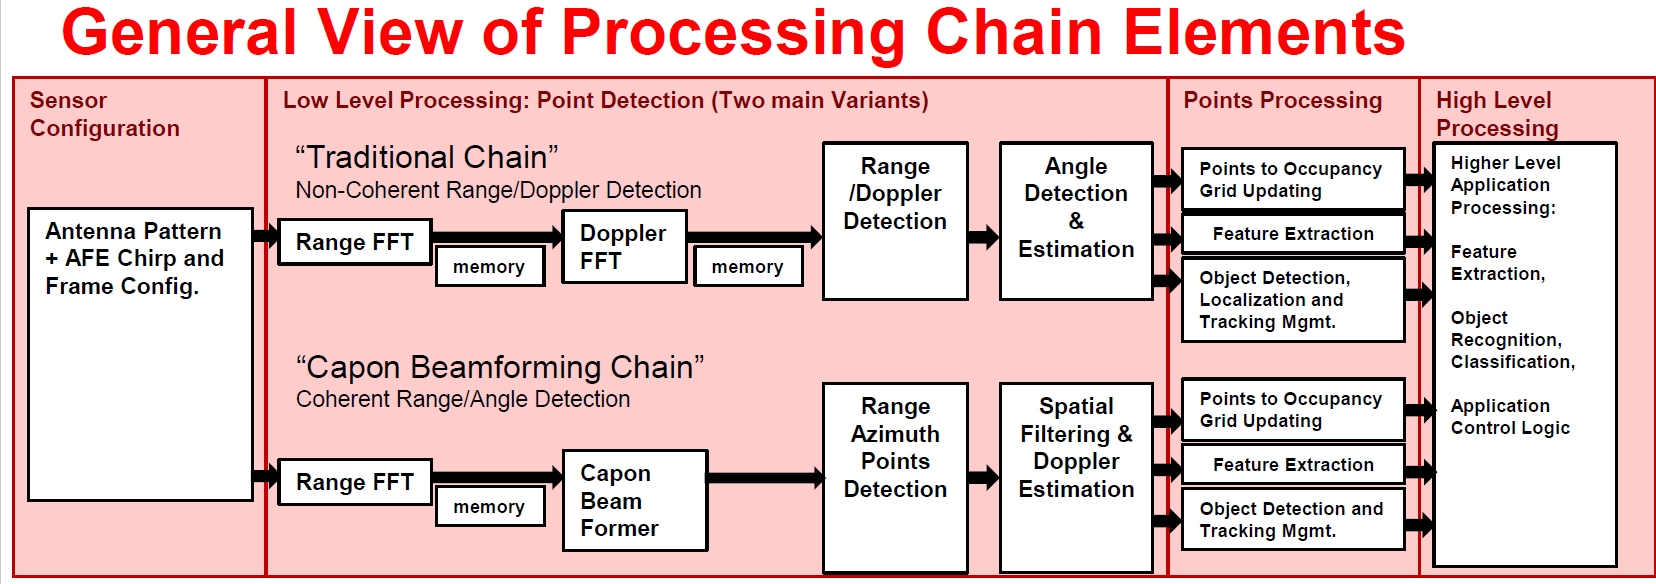 General View of Processing Chain Elements
Sensor
Configuration
Antenna Pattern
+ AFE Chirp and
Frame Config.
Low Level Processing: Point Detection (Two main Variants)
“Traditional Chain”
Non-Coherent Range/Doppler Detection
Range FFT
memory
Doppler
FFT
memory
Range
/Doppler
Detection
Angle
Detection
&
Estimation
“Capon Beamforming Chain”
Coherent Range/Angle Detection
Range FFT
memory
Capon
Beam
Former
Range
Azimuth
Points
Detection
Spatial
Filtering &
Doppler
Estimation
Points Processing
Points to Occupancy
Grid Updating
Feature Extraction
Object Detection,
Localization and
Tracking Mgmt.
Points to Occupancy
Grid Updating
Feature Extraction
Object Detection and
Tracking Mgmt.
High Level
Processing
Higher Level
Application
Processing:
Feature
Extraction,
Object
Recognition,
Classification,
Application
Control Logic